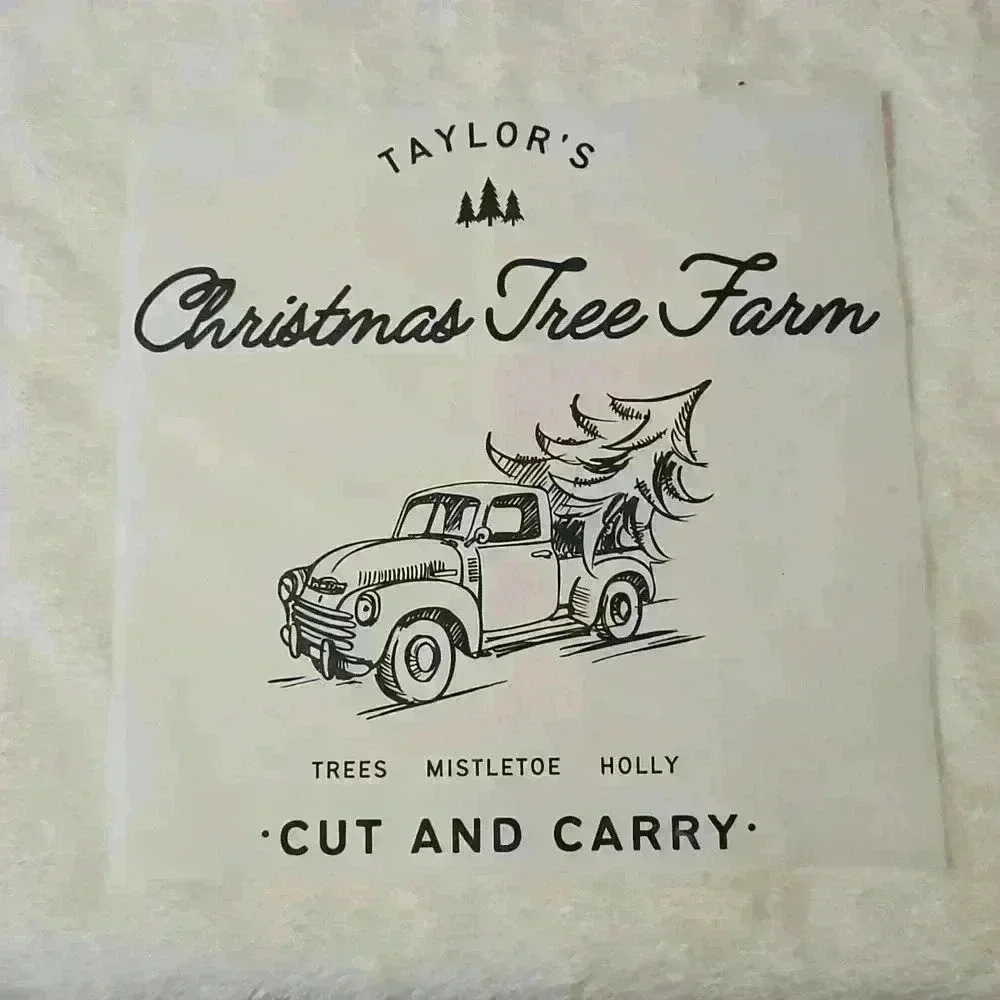 TAYLOR'S
Christmas Tree Farm
TREES MISTLETOE HOLLY
·CUT AND CARRY·